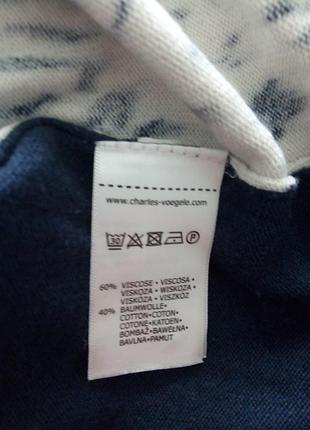 www.charles-voegele.com
30
60% VISCOSE - VISCOSA -
VISKOZA - WISKOZA -
VISKÓZA - VISZKÓZ
40% BAUMWOLLE-
COTTON-COTON-
COTONE-KATOEN-
BOMBAŽ-BAWEŁNA-
BAVLNA-PAMUT